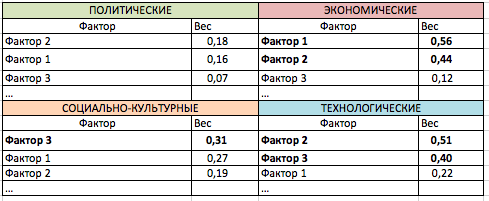 ПОЛИТИЧЕСКИЕ
Фактор Вес
Фактор 2 0,18
Фактор 1 0,16
Фактор 3 0,07
...
ЭКОНОМИЧЕСКИЕ
Фактор Вес
Фактор 1 0,56
Фактор 2 0,44
Фактор 3 0,12
...
СОЦИАЛЬНО-КУЛЬТУРНЫЕ
Фактор Вес
Фактор 3 0,31
Фактор 1 0,27
Фактор 2 0,19
...
ТЕХНОЛОГИЧЕСКИЕ
Фактор Вес
Фактор 2 0,51
Фактор 3 0,40
Фактор 1 0,22
...